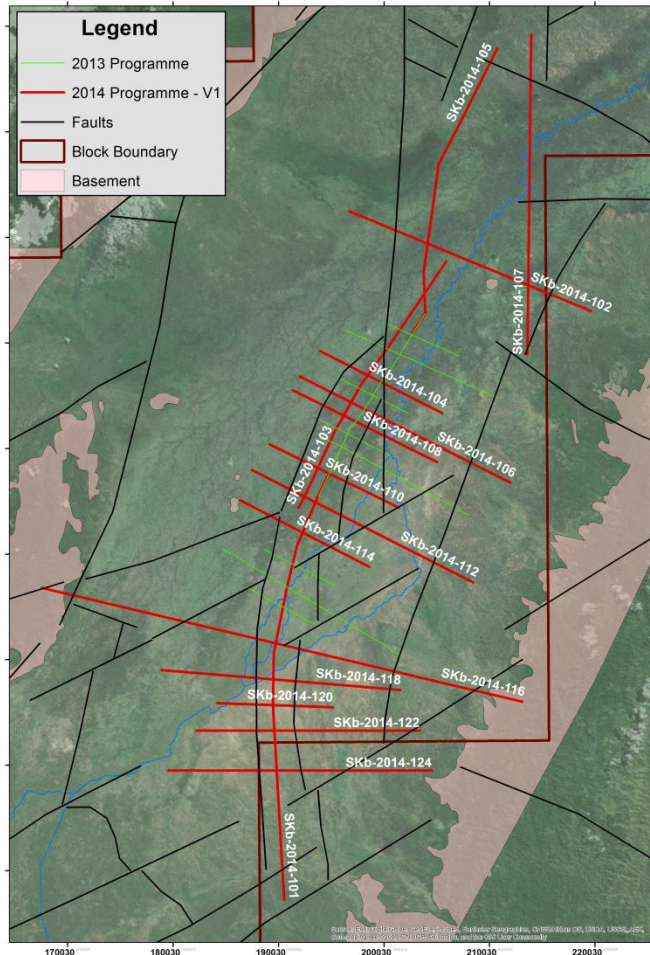 Legend
2013 Programme
2014 Programme - V1
Faults
Block Boundary
Basement
SKb-2014-105
SKb-2014-107
SKb-2014-102
SKb-2014-104
SKb-2014-106
SKb-2014-108
SKb-2014-103
SKb-2014-110
SKb-2014-112
SKb-2014-114
SKb-2014-116
SKb-2014-118
SKb-2014-120
SKb-2014-122
SKb-2014-124
SKb-2014-101
170030 180030 190030 200030 210030 220030